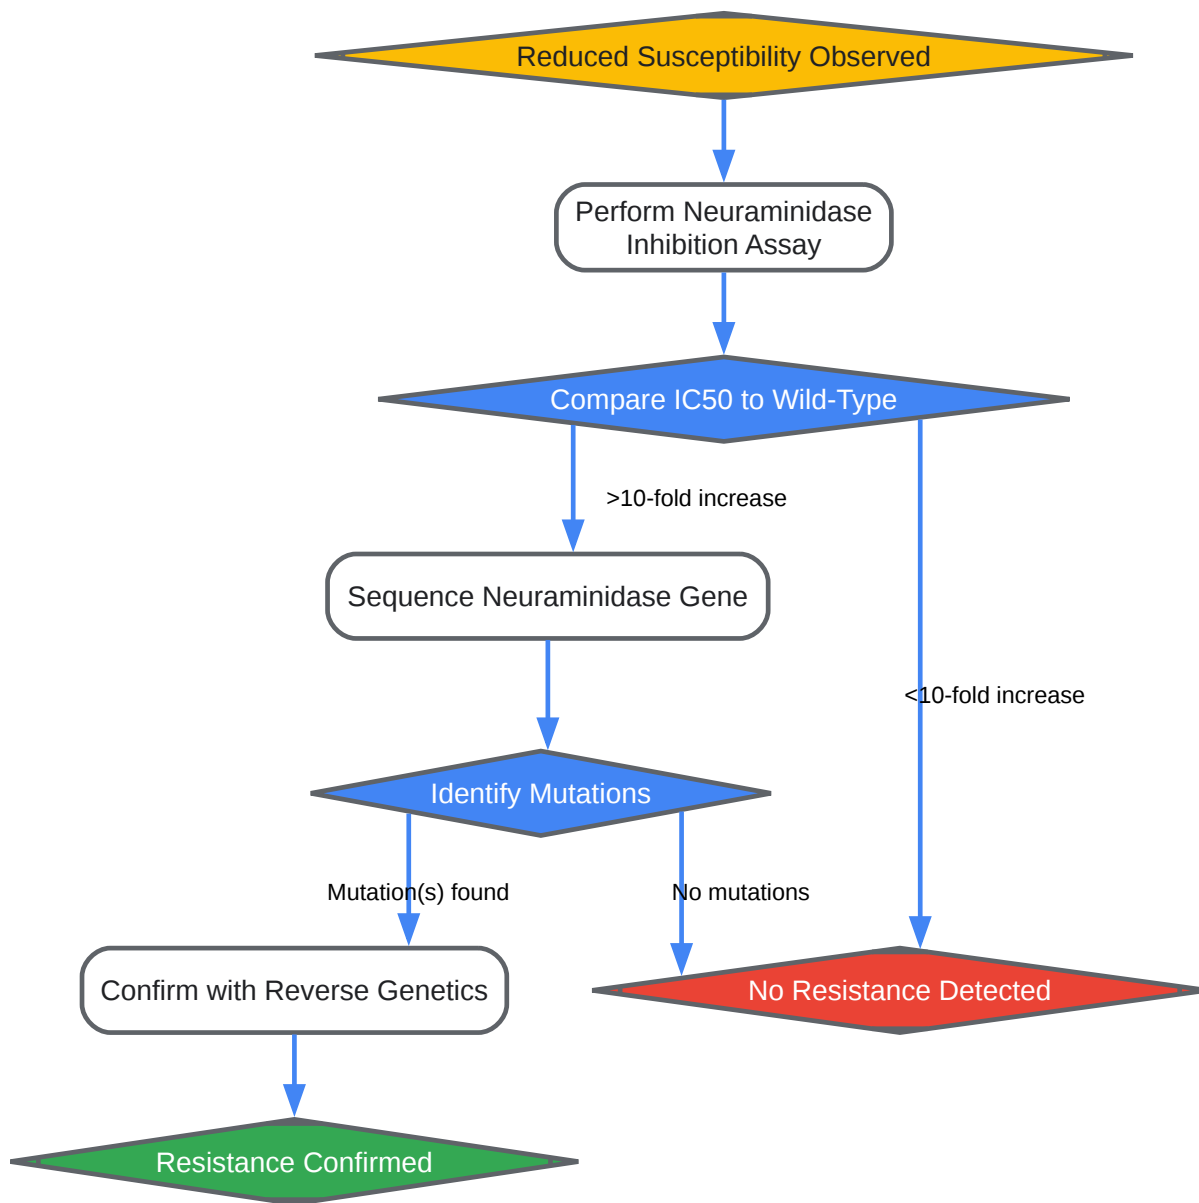 Reduced Susceptibility Observed
Perform Neuraminidase
Inhibition Assay
Compare IC50 to Wild-Type
>10-fold increase
Sequence Neuraminidase Gene
<10-fold increase
Identify Mutations
Mutation(s) found
No mutations
Confirm with Reverse Genetics
No Resistance Detected
Resistance Confirmed